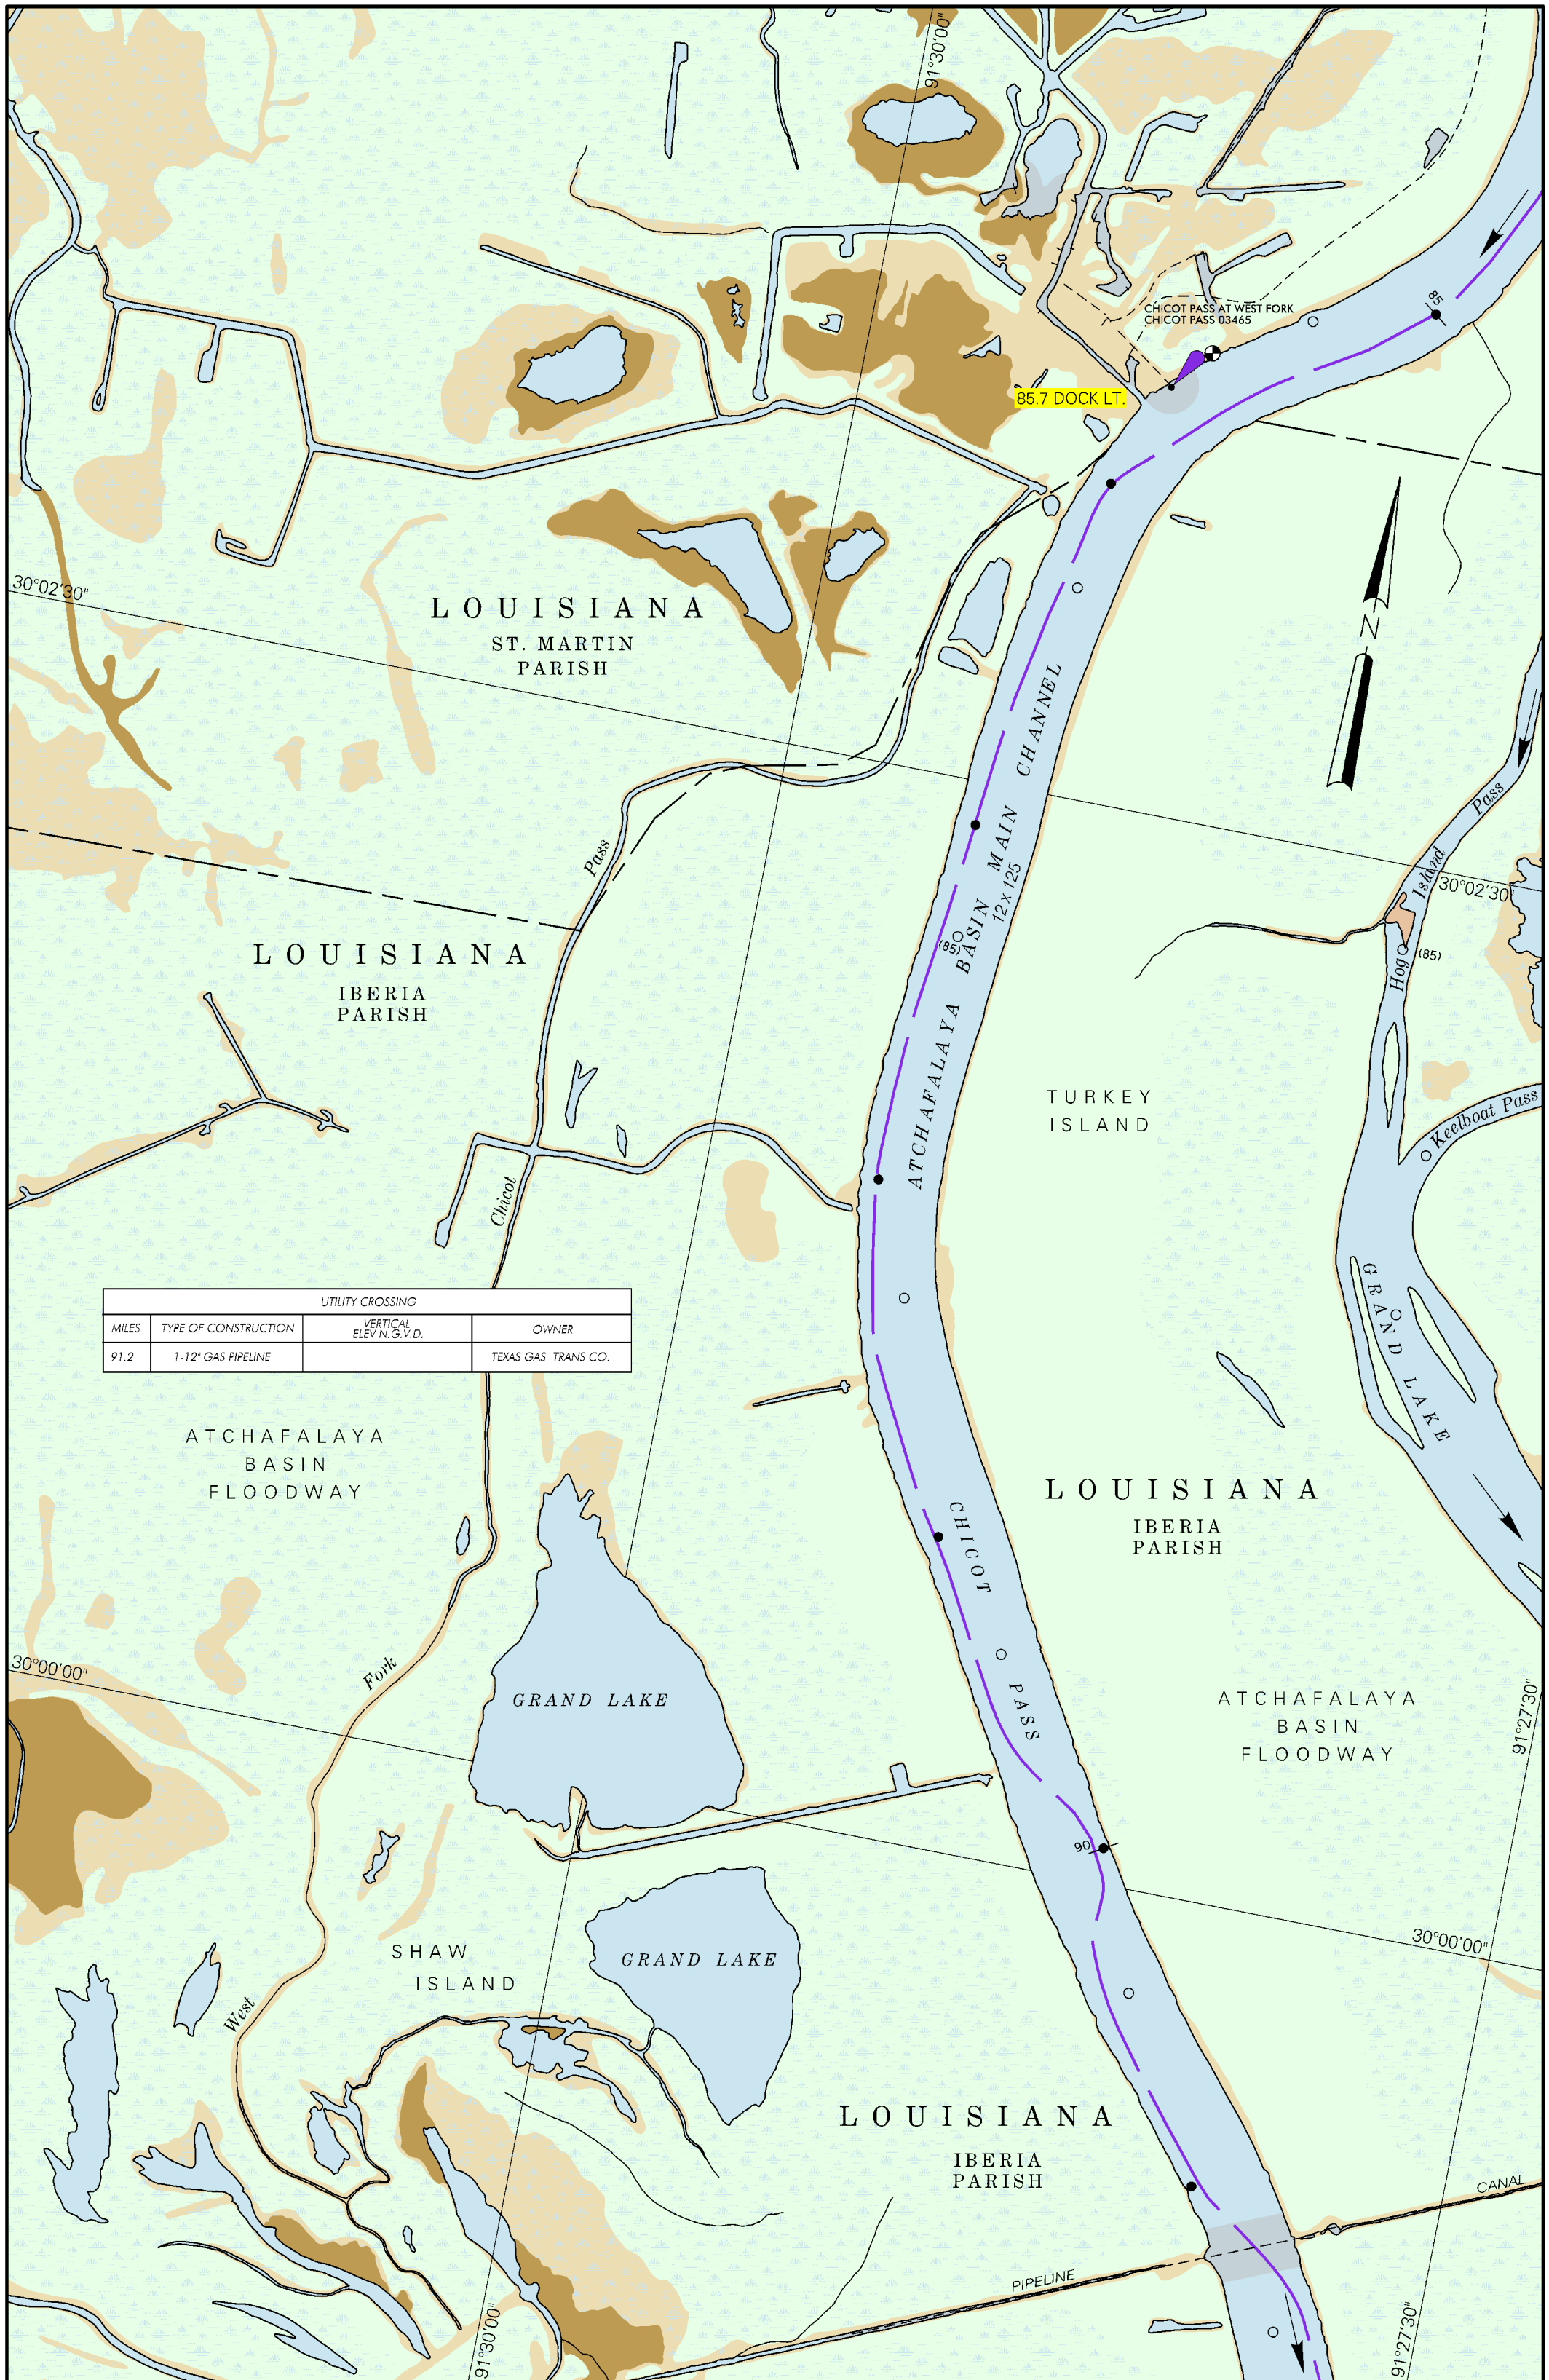 91°30'00"
85
CHICOT PASS AT WEST FORK
CHICOT PASS 03465
85.7 DOCK LT.
30°02'30"
LOUISIANA
ST. MARTIN
PARISH
N
ATCHAFALAYA BASIN MAIN CHANNEL
12 x 125
(85)
Hog Island Pass
30°02'30"
(85)
Pass
LOUISIANA
IBERIA
PARISH
TURKEY
ISLAND
Keelboat Pass
Chicot
GRAND LAKE
UTILITY CROSSING
MILES TYPE OF CONSTRUCTION VERTICAL ELEV N.G.V.D. OWNER
91.2 1-12" GAS PIPELINE TEXAS GAS TRANS CO.
ATCHAFALAYA
BASIN
FLOODWAY
LOUISIANA
IBERIA
PARISH
CHICOT PASS
30°00'00"
Fork
GRAND LAKE
ATCHAFALAYA
BASIN
FLOODWAY
91°27'30"
90
30°00'00"
SHAW
ISLAND
GRAND LAKE
West
LOUISIANA
IBERIA
PARISH
CANAL
PIPELINE
91°30'00"
91°27'30"